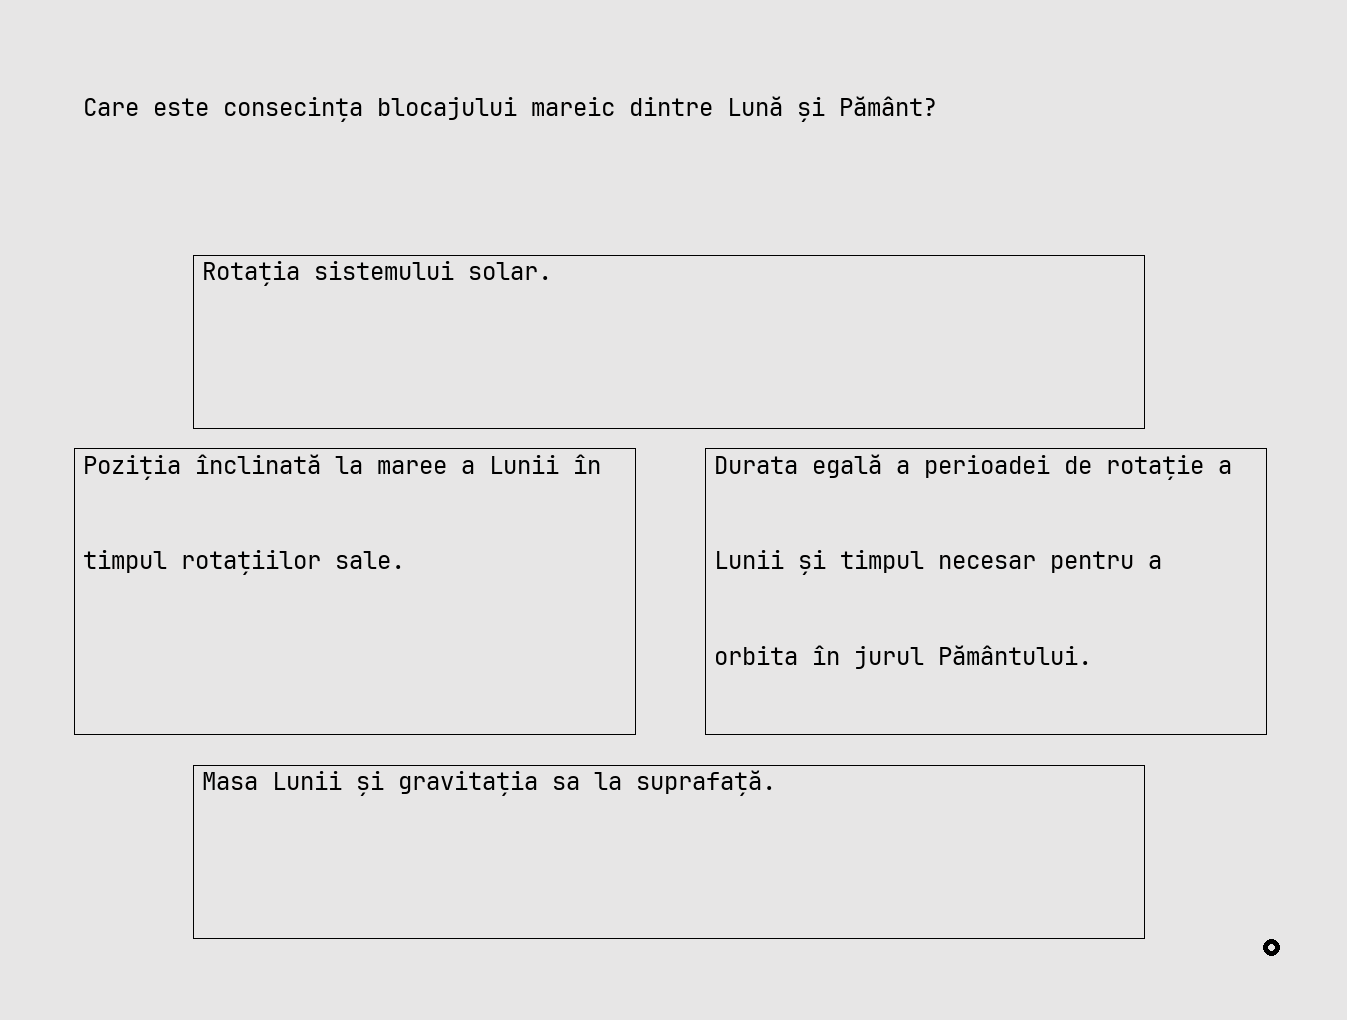 Care este consecința blocajului mareic dintre Lună și Pământ?
Rotația sistemului solar.
Poziția înclinată la maree a Lunii în
timpul rotațiilor sale.
Durata egală a perioadei de rotație a
Lunii și timpul necesar pentru a
orbita în jurul Pământului.
Masa Lunii și gravitația sa la suprafață.